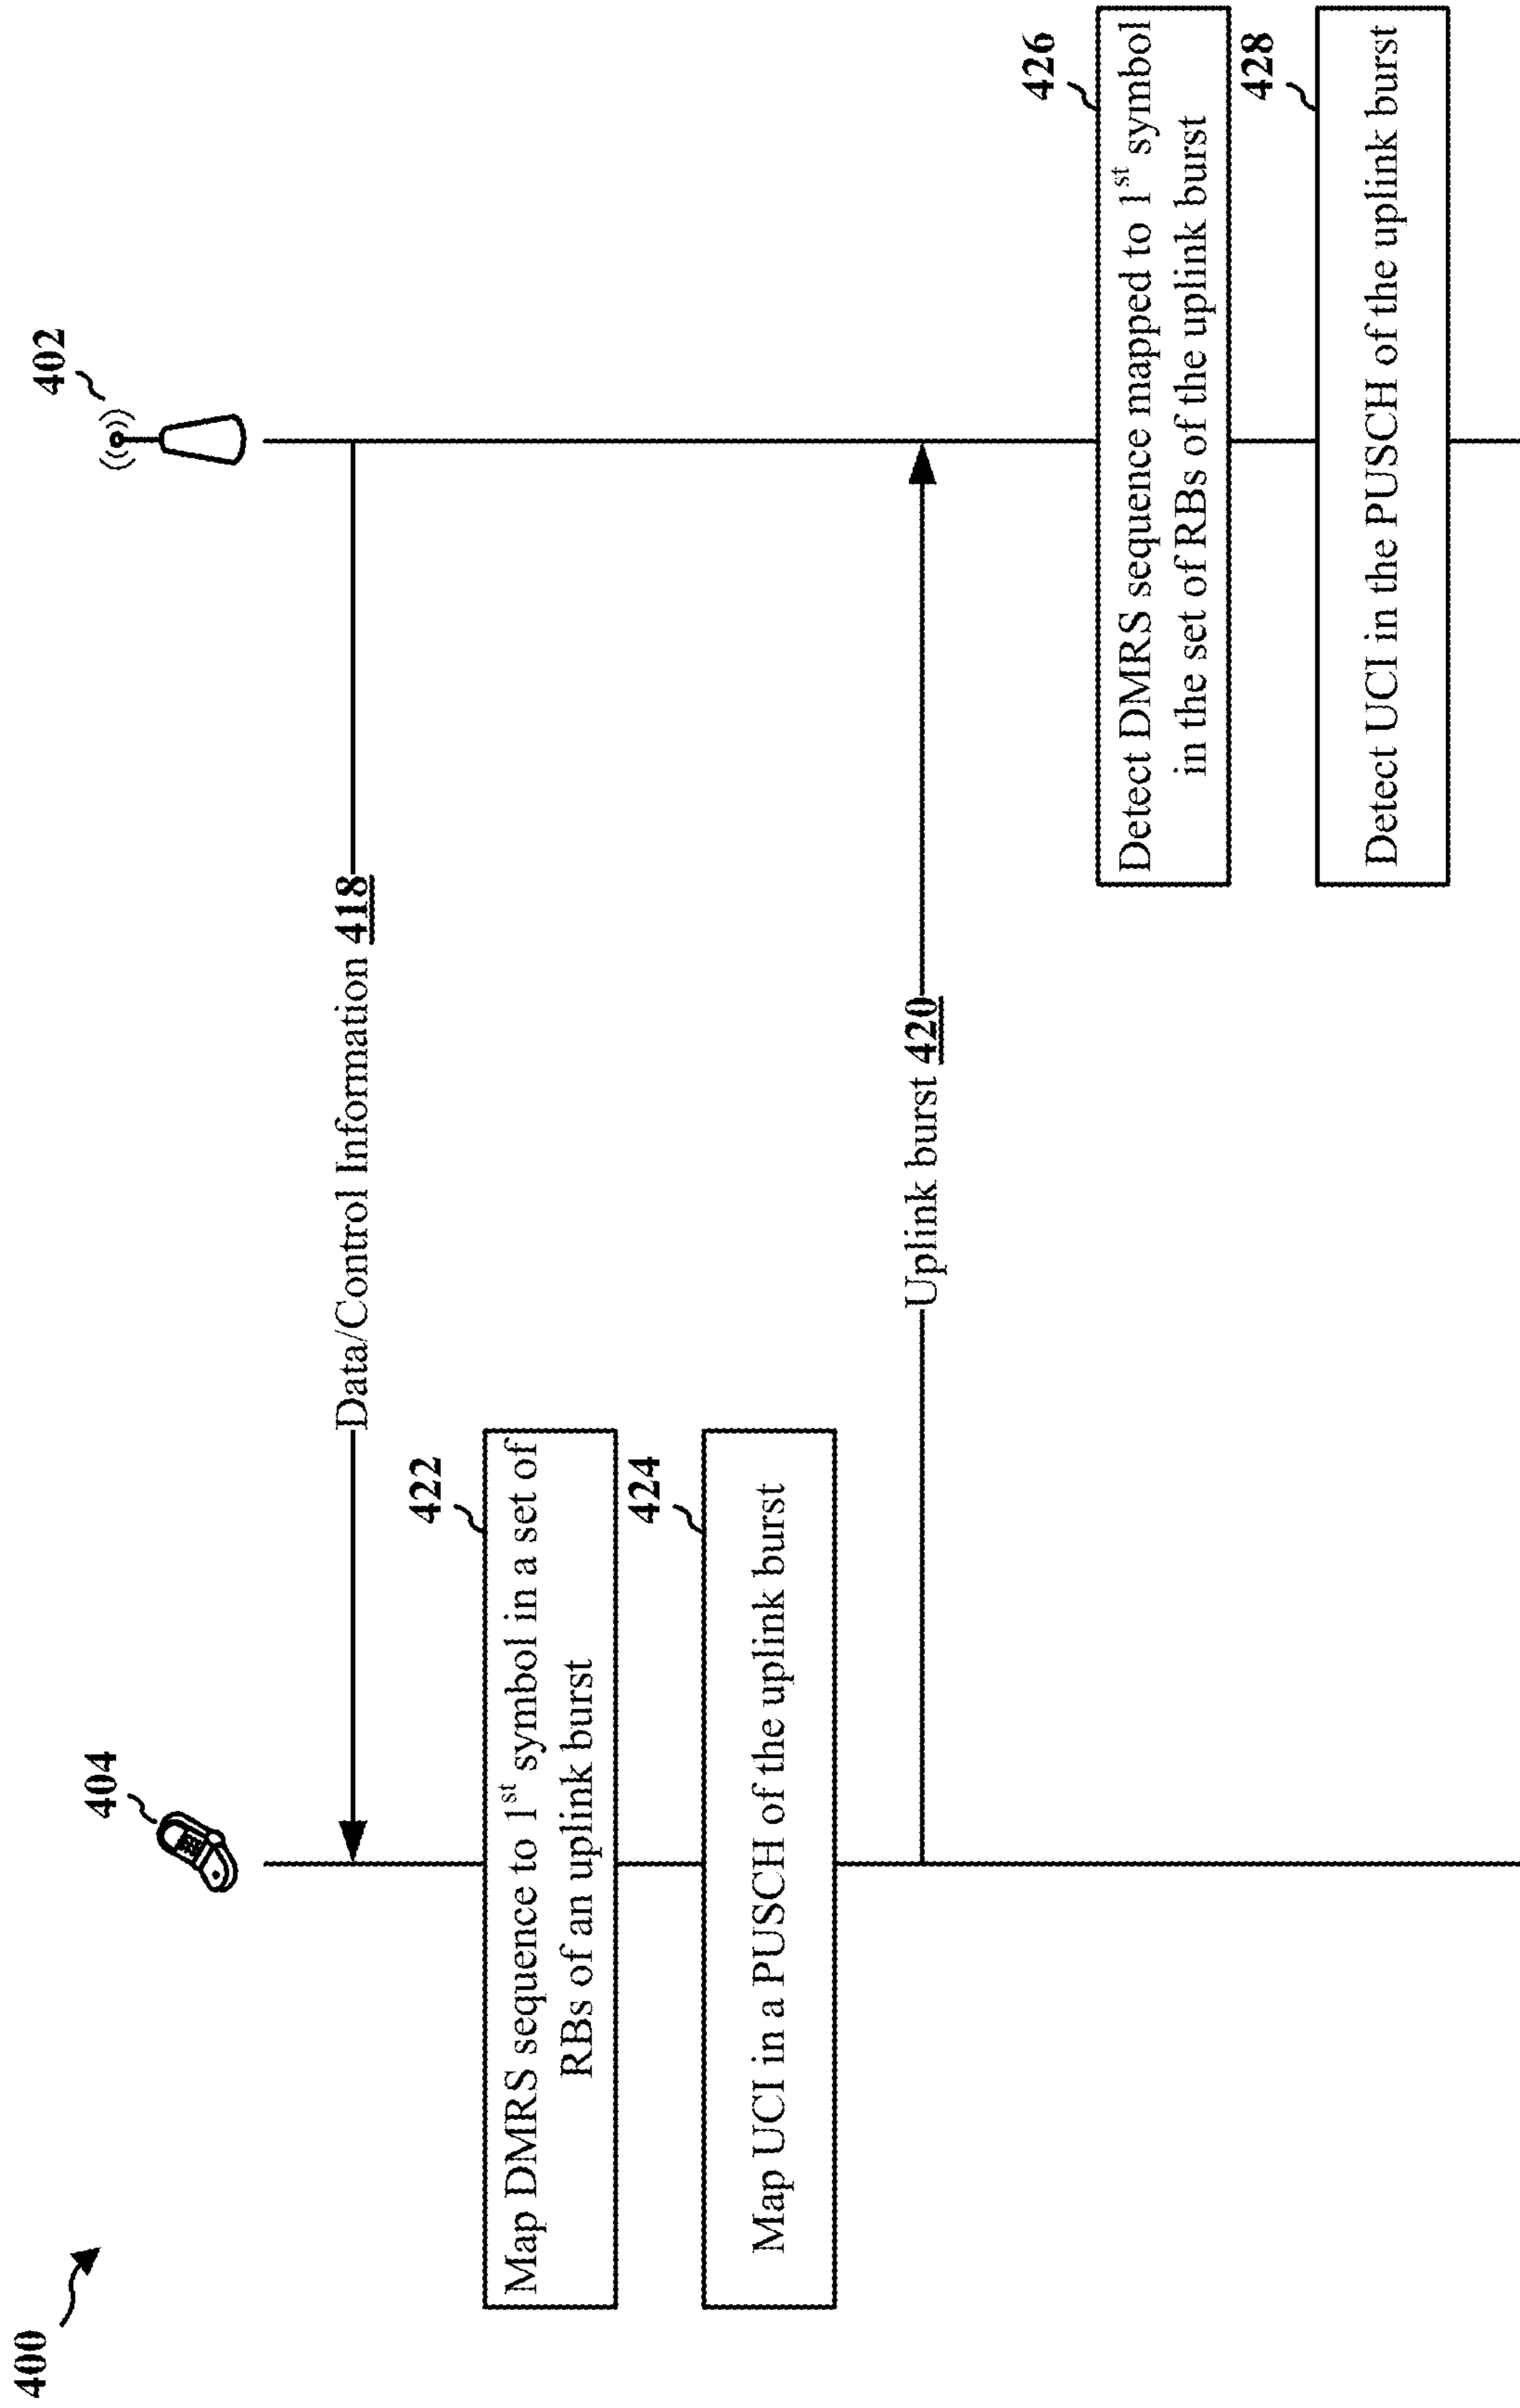 400
404
402
Data/Control Information 418
422
Map DMRS sequence to 1st symbol in a set of
RBs of an uplink burst
424
Map UCI in a PUSCH of the uplink burst
Uplink burst 420
426
Detect DMRS sequence mapped to 1st symbol
in the set of RBs of the uplink burst
428
Detect UCI in the PUSCH of the uplink burst